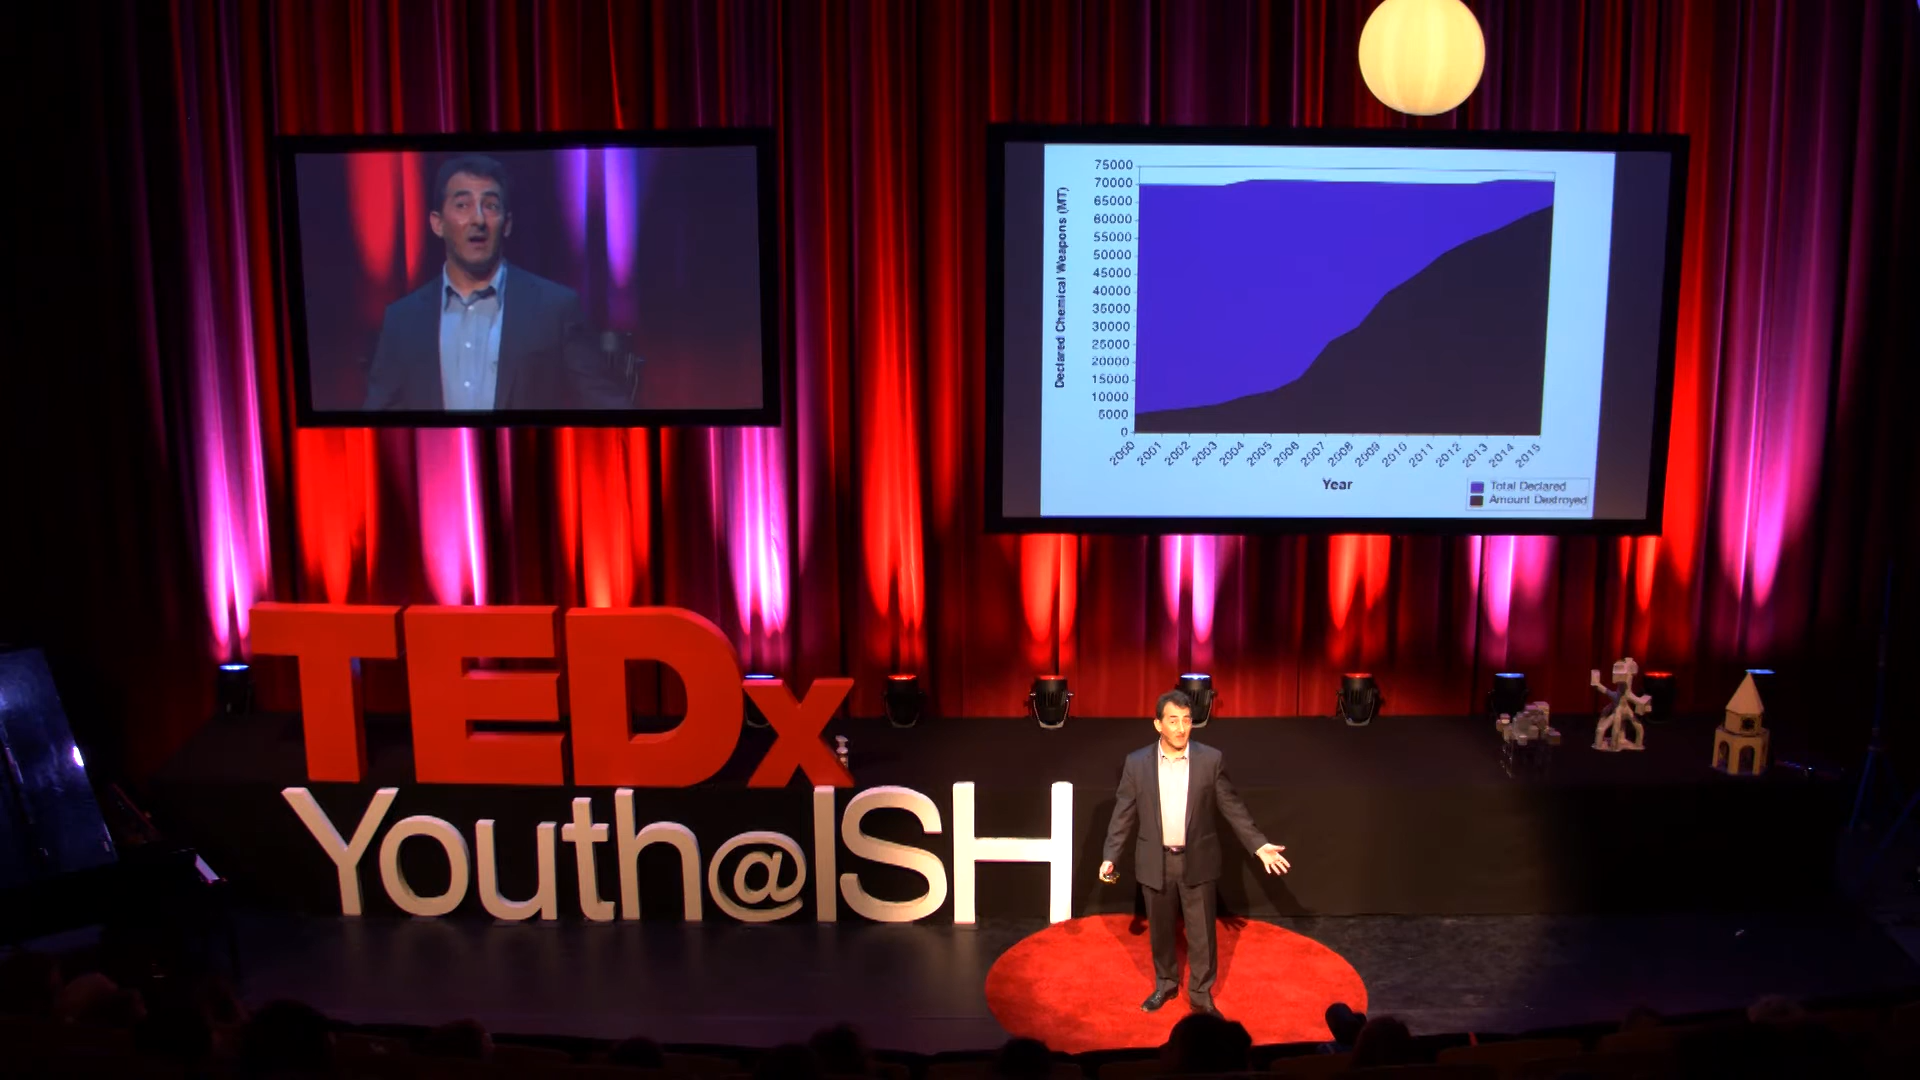 TEDx
Youth@ISH
Declared Chemical Weapons (MT)
75000
70000
65000
60000
55000
50000
45000
40000
35000
30000
25000
20000
15000
10000
5000
0
2000 2001 2002 2003 2004 2005 2006 2007 2008 2009 2010 2011 2012 2013 2014 2015
Year
Total Declared
Amount Destroyed